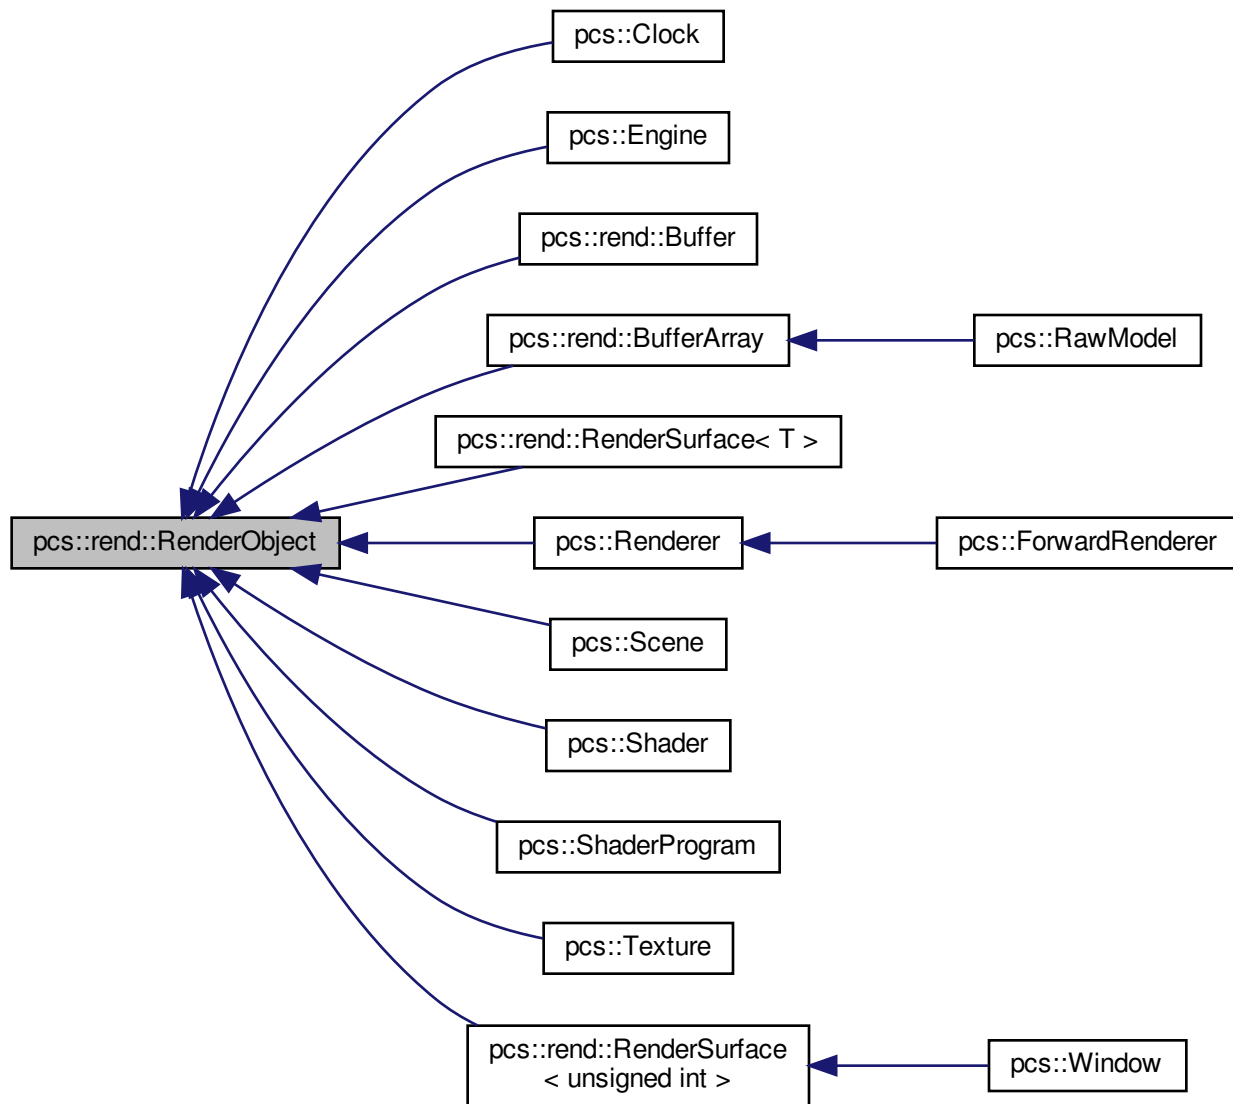 pcs::Clock
pcs::Engine
pcs::rend::Buffer
pcs::rend::BufferArray
pcs::RawModel
pcs::rend::RenderSurface< T >
pcs::rend::RenderObject
pcs::Renderer
pcs::ForwardRenderer
pcs::Scene
pcs::Shader
pcs::ShaderProgram
pcs::Texture
pcs::rend::RenderSurface
< unsigned int >
pcs::Window